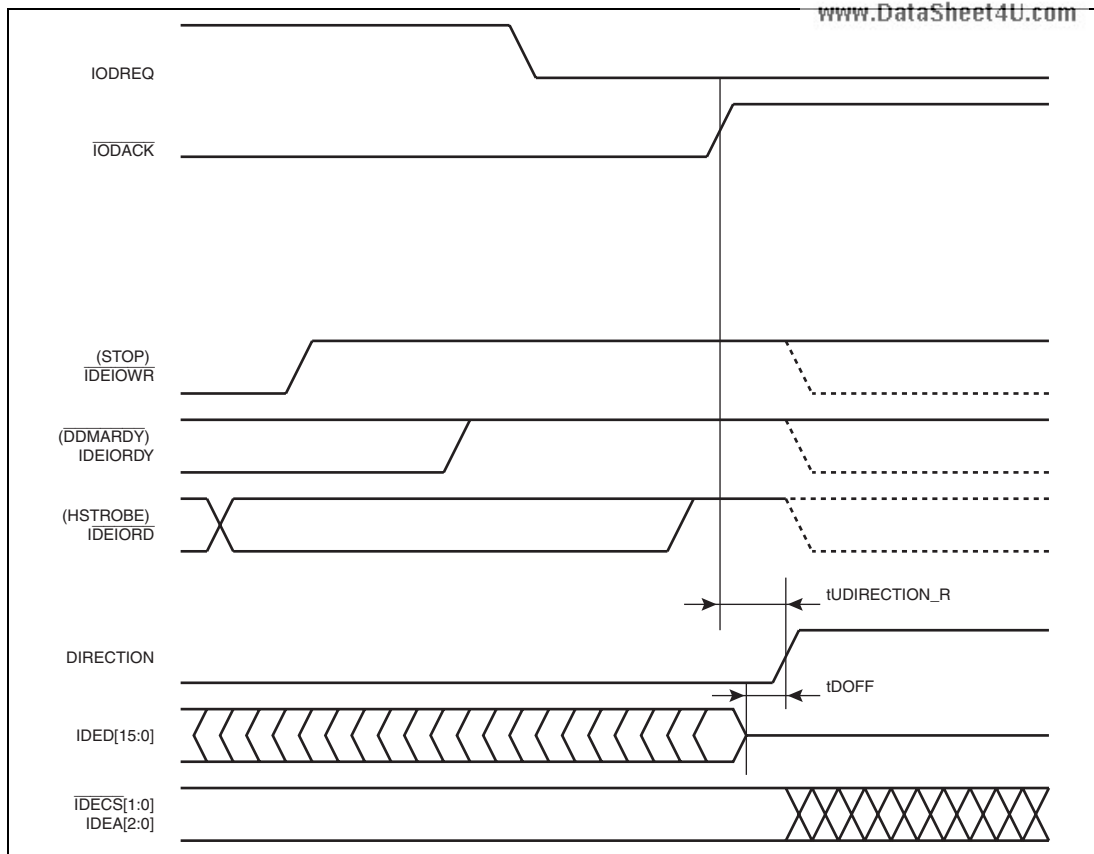 www.DataSheet4U.com
IODREQ
IODACK
(STOP)
IDEIOWR
(DDMARDY)
IDEIORDY
(HSTROBE)
IDEIORD
tUDIRECTION_R
DIRECTION
tDOFF
IDED[15:0]
IDECS[1:0]
IDEA[2:0]